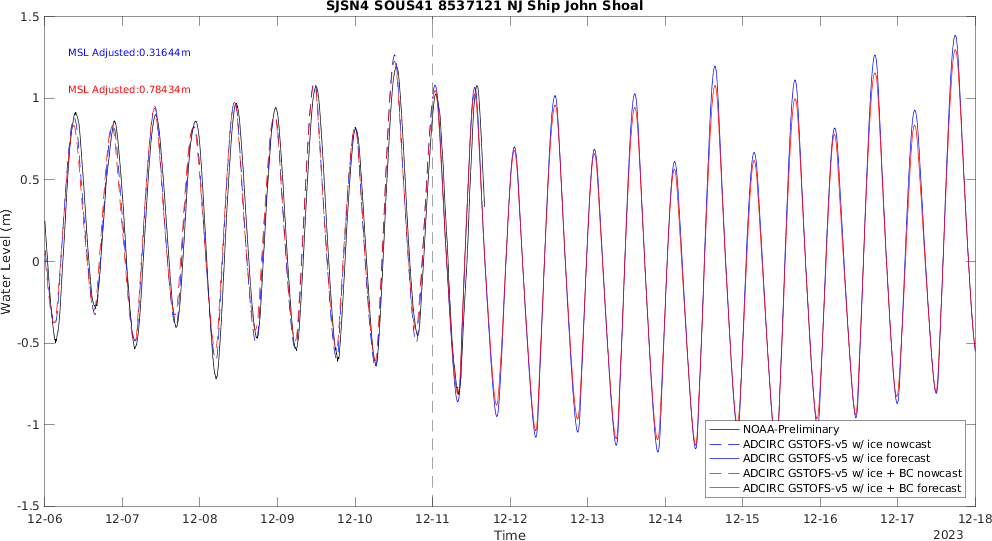 SJSN4 SOUS41 8537121 NJ Ship John Shoal
MSL Adjusted:0.31644m
MSL Adjusted:0.78434m
Water Level (m)
1.5
1
0.5
0
-0.5
-1
-1.5
NOAA-Preliminary
ADCIRC GSTOFS-v5 w/ ice nowcast
ADCIRC GSTOFS-v5 w/ ice forecast
ADCIRC GSTOFS-v5 w/ ice + BC nowcast
ADCIRC GSTOFS-v5 w/ ice + BC forecast
12-06 12-07 12-08 12-09 12-10 12-11 12-12 12-13 12-14 12-15 12-16 12-17 12-18
Time
2023